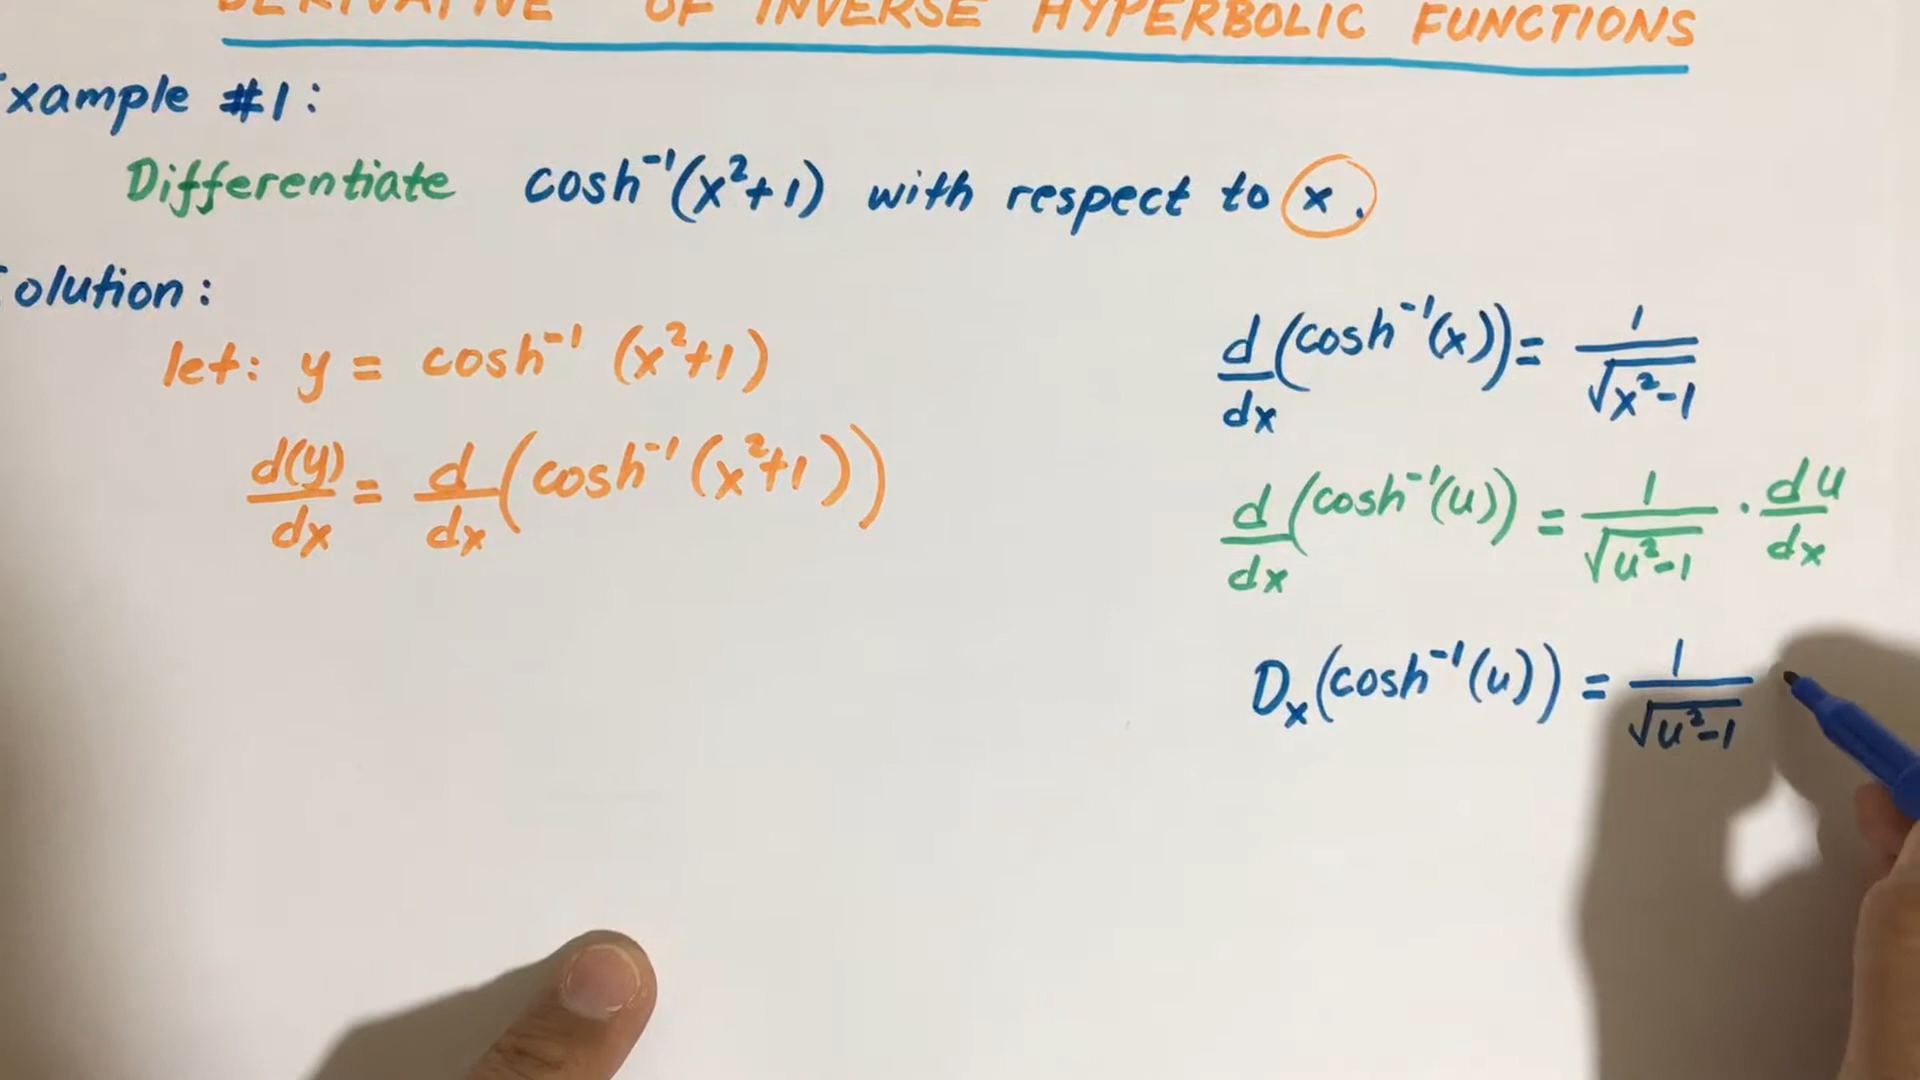 DERIVATIVE OF INVERSE HYPERBOLIC FUNCTIONS
xample #1:
Differentiate cosh⁻¹(x²+1) with respect to x.
olution:
let: y = cosh⁻¹ (x²+1)
d(y)/dx = d/dx (cosh⁻¹ (x²+1))
d/dx (cosh⁻¹(x)) = 1/√(x²-1)
d/dx (cosh⁻¹(u)) = 1/√(u²-1) · du/dx
Dₓ(cosh⁻¹(u)) = 1/√(u²-1)